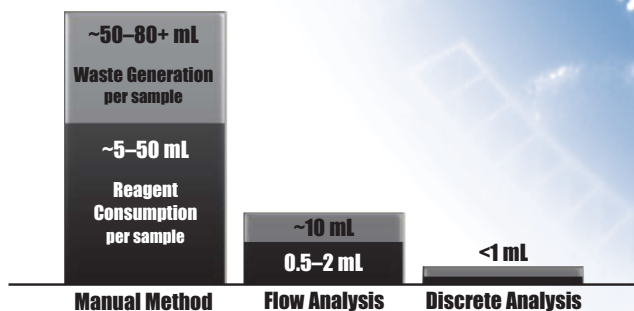 ~50–80+ mL
Waste Generation
per sample
~5–50 mL
Reagent
Consumption
per sample
~10 mL
0.5–2 mL
<1 mL
Manual Method
Flow Analysis
Discrete Analysis